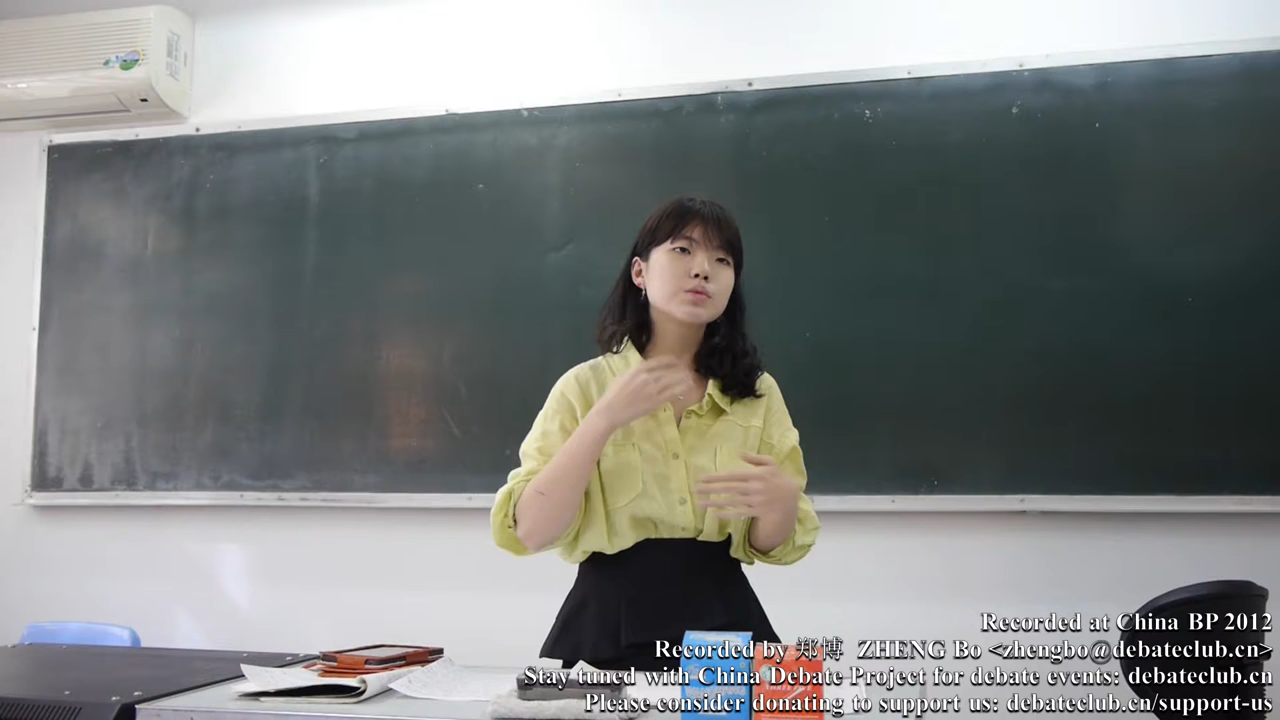 Recorded at China BP 2012
Recorded by 郑博 ZHENG Bo <zhengbo@debateclub.cn>
Stay tuned with China Debate Project for debate events: debateclub.cn
Please consider donating to support us: debateclub.cn/support-us